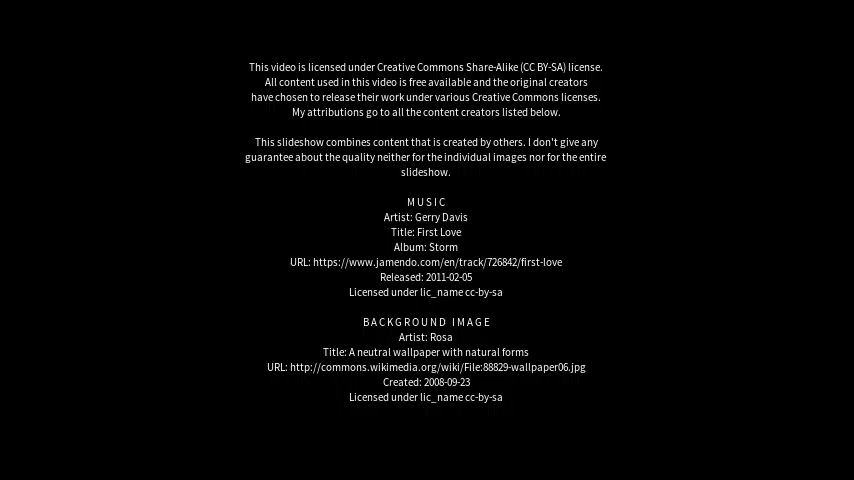 This video is licensed under Creative Commons Share-Alike (CC BY-SA) license.
All content used in this video is free available and the original creators
have chosen to release their work under various Creative Commons licenses.
My attributions go to all the content creators listed below.
This slideshow combines content that is created by others. I don't give any
guarantee about the quality neither for the individual images nor for the entire
slideshow.
MUSIC
Artist: Gerry Davis
Title: First Love
Album: Storm
URL: https://www.jamendo.com/en/track/726842/first-love
Released: 2011-02-05
Licensed under lic_name cc-by-sa
BACKGROUND IMAGE
Artist: Rosa
Title: A neutral wallpaper with natural forms
URL: http://commons.wikimedia.org/wiki/File:88829-wallpaper06.jpg
Created: 2008-09-23
Licensed under lic_name cc-by-sa